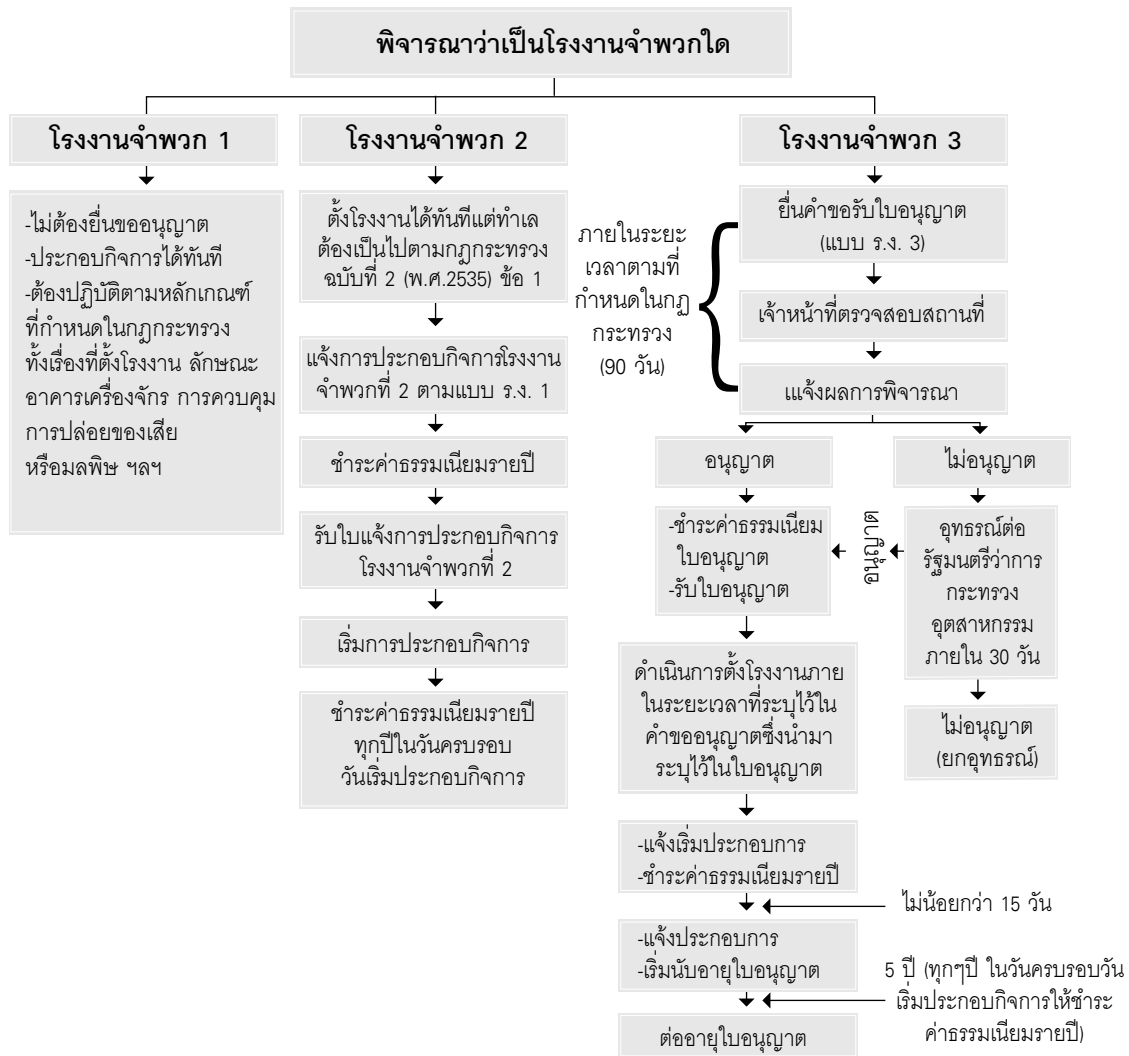 พิจารณาว่าเป็นโรงงานจำพวกใด
โรงงานจำพวก 1
-ไม่ต้องยื่นขออนุญาต
-ประกอบกิจการได้ทันที
-ต้องปฏิบัติตามหลักเกณฑ์
ที่กำหนดในกฎกระทรวง
ทั้งเรื่องที่ตั้งโรงงาน ลักษณะ
อาคารเครื่องจักร การควบคุม
การปล่อยของเสีย
หรือมลพิษ ฯลฯ
โรงงานจำพวก 2
ตั้งโรงงานได้ทันทีแต่ทำเล
ต้องเป็นไปตามกฎกระทรวง
ฉบับที่ 2 (พ.ศ.2535) ข้อ 1
แจ้งการประกอบกิจการโรงงาน
จำพวกที่ 2 ตามแบบ ร.ง. 1
ชำระค่าธรรมเนียมรายปี
รับใบแจ้งการประกอบกิจการ
โรงงานจำพวกที่ 2
เริ่มการประกอบกิจการ
ชำระค่าธรรมเนียมรายปี
ทุกปีในวันครบรอบ
วันเริ่มประกอบกิจการ
โรงงานจำพวก 3
ภายในระยะ
เวลาตามที่
กำหนดในกฏ
กระทรวง
(90 วัน)
ยื่นคำขอรับใบอนุญาต
(แบบ ร.ง. 3)
เจ้าหน้าที่ตรวจสอบสถานที่
เเจ้งผลการพิจารณา
อนุญาต
ไม่อนุญาต
-ชำระค่าธรรมเนียม
ใบอนุญาต
-รับใบอนุญาต
อนุญาต
อุทธรณ์ต่อ
รัฐมนตรีว่าการ
กระทรวง
อุตสาหกรรม
ภายใน 30 วัน
ไม่อนุญาต
(ยกอุทธรณ์)
ดำเนินการตั้งโรงงานภาย
ในระยะเวลาที่ระบุไว้ใน
คำขออนุญาตซึ่งนำมา
ระบุไว้ในใบอนุญาต
-แจ้งเริ่มประกอบการ
-ชำระค่าธรรมเนียมรายปี
ไม่น้อยกว่า 15 วัน
-แจ้งประกอบการ
-เริ่มนับอายุใบอนุญาต
5 ปี (ทุกๆปี ในวันครบรอบวัน
เริ่มประกอบกิจการให้ชำระ
ค่าธรรมเนียมรายปี)
ต่ออายุใบอนุญาต